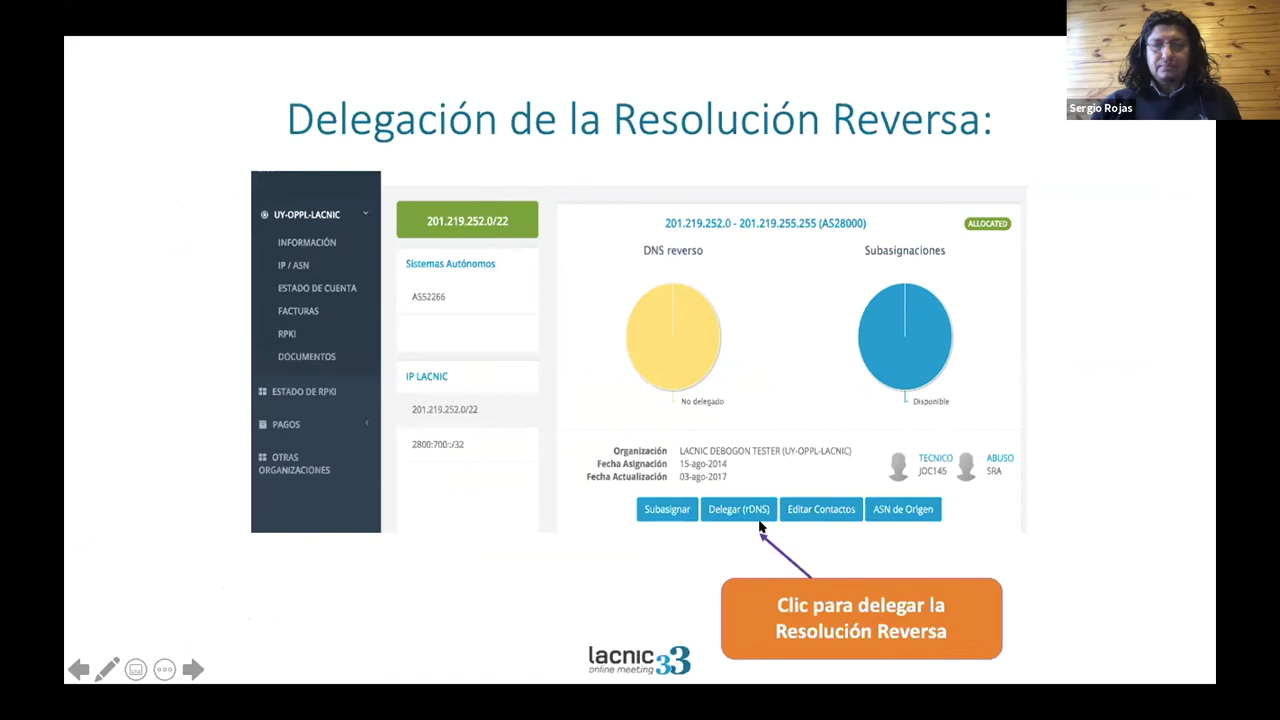 Sergio Rojas
Delegación de la Resolución Reversa:
UY-OPPL-LACNIC
INFORMACIÓN
IP / ASN
ESTADO DE CUENTA
FACTURAS
RPKI
DOCUMENTOS
ESTADO DE RPKI
PAGOS
OTRAS
ORGANIZACIONES
201.219.252.0/22
Sistemas Autónomos
AS52266
IP LACNIC
201.219.252.0/22
2800:700::/32
201.219.252.0 - 201.219.255.255 (AS28000)
ALLOCATED
DNS reverso
Subasignaciones
No delegado
Disponible
Organización LACNIC DEBOGON TESTER (UY-OPPL-LACNIC)
Fecha Asignación 15-ago-2014
Fecha Actualización 03-ago-2017
TECNICO
JOC145
ABUSO
SRA
Subasignar
Delegar (rDNS)
Editar Contactos
ASN de Origen
Clic para delegar la
Resolución Reversa
lacnic 33
online meeting